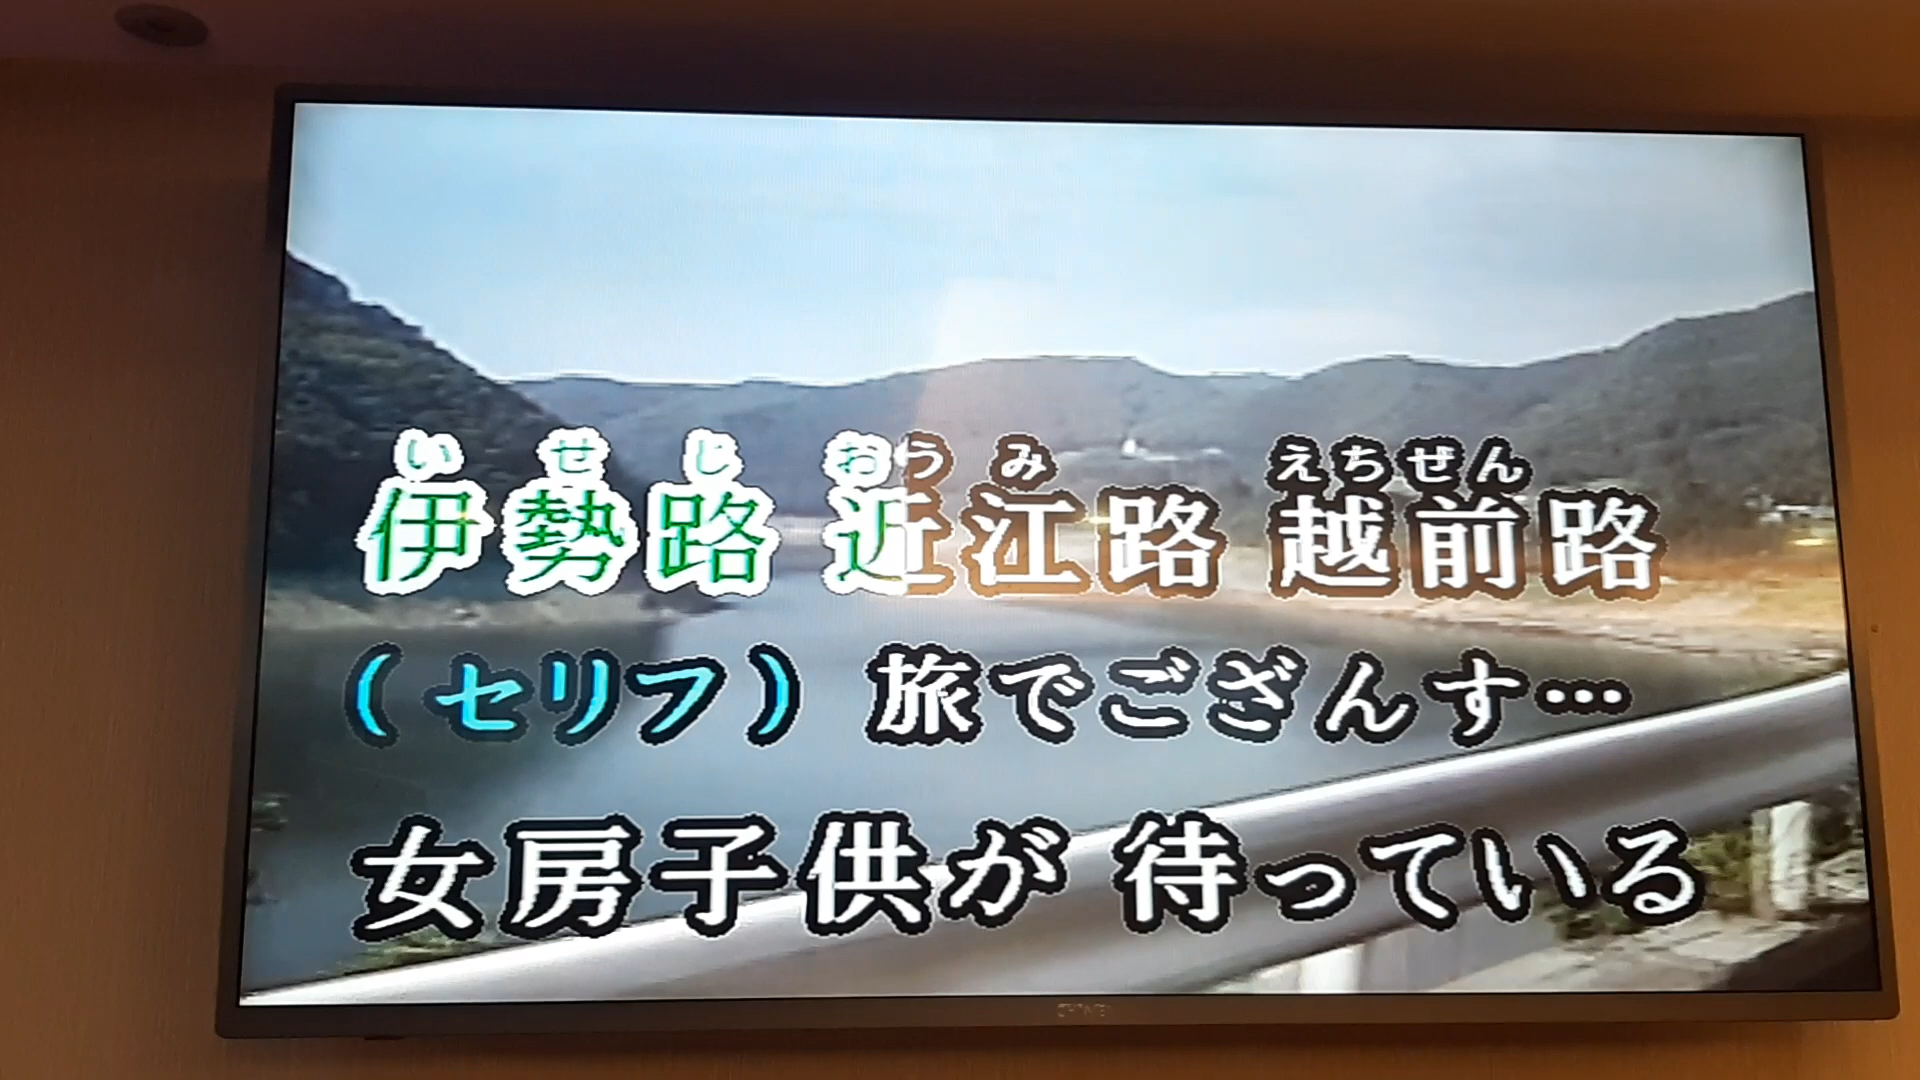 いせじ おうみ えちぜん
伊勢路 近江路 越前路
(セリフ) 旅でござんす…
女房子供が 待っている